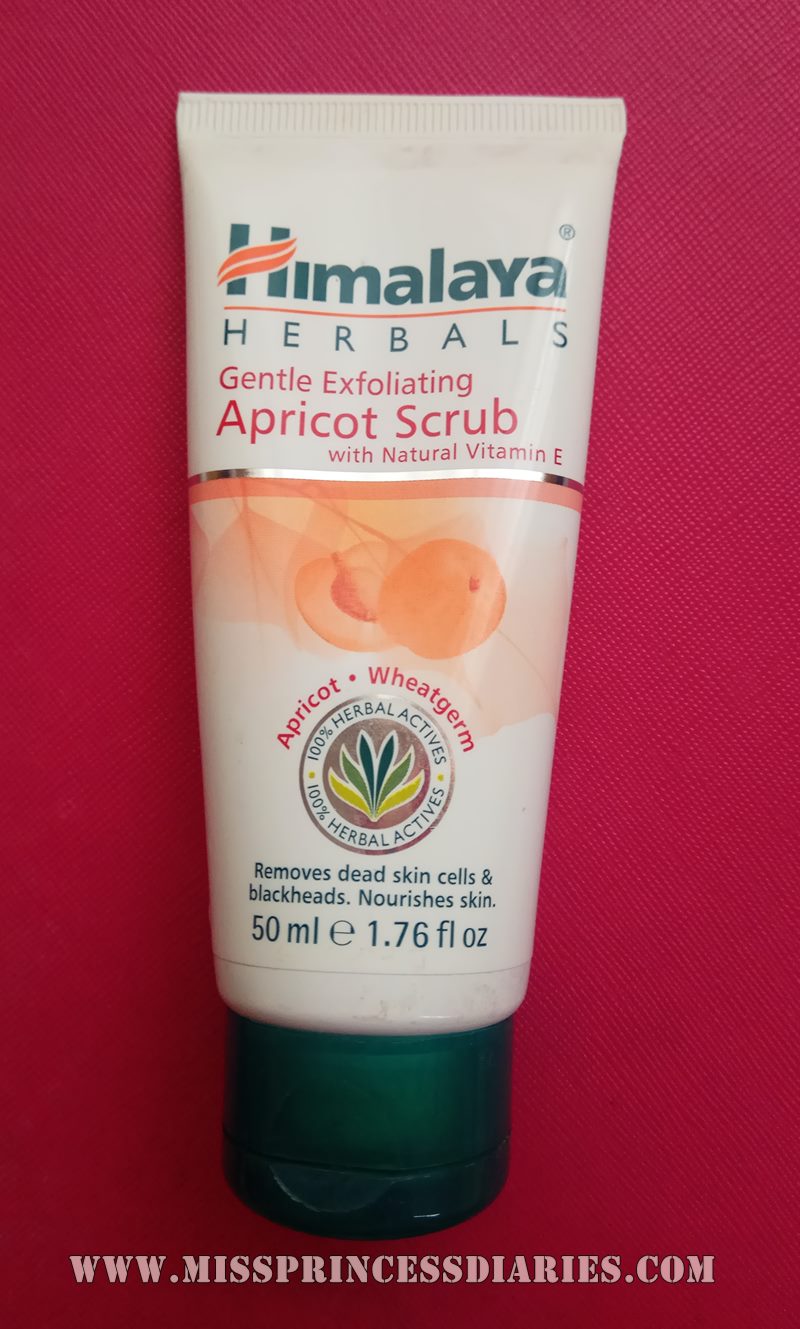 Himalaya®
HERBALS
Gentle Exfoliating
Apricot Scrub
with Natural Vitamin E
Apricot • Wheatgerm
100% HERBAL ACTIVES •
100% HERBAL ACTIVES •
Removes dead skin cells &
blackheads. Nourishes skin.
50 ml ℮ 1.76 fl oz
WWW.MISSPRINCESSDIARIES.COM